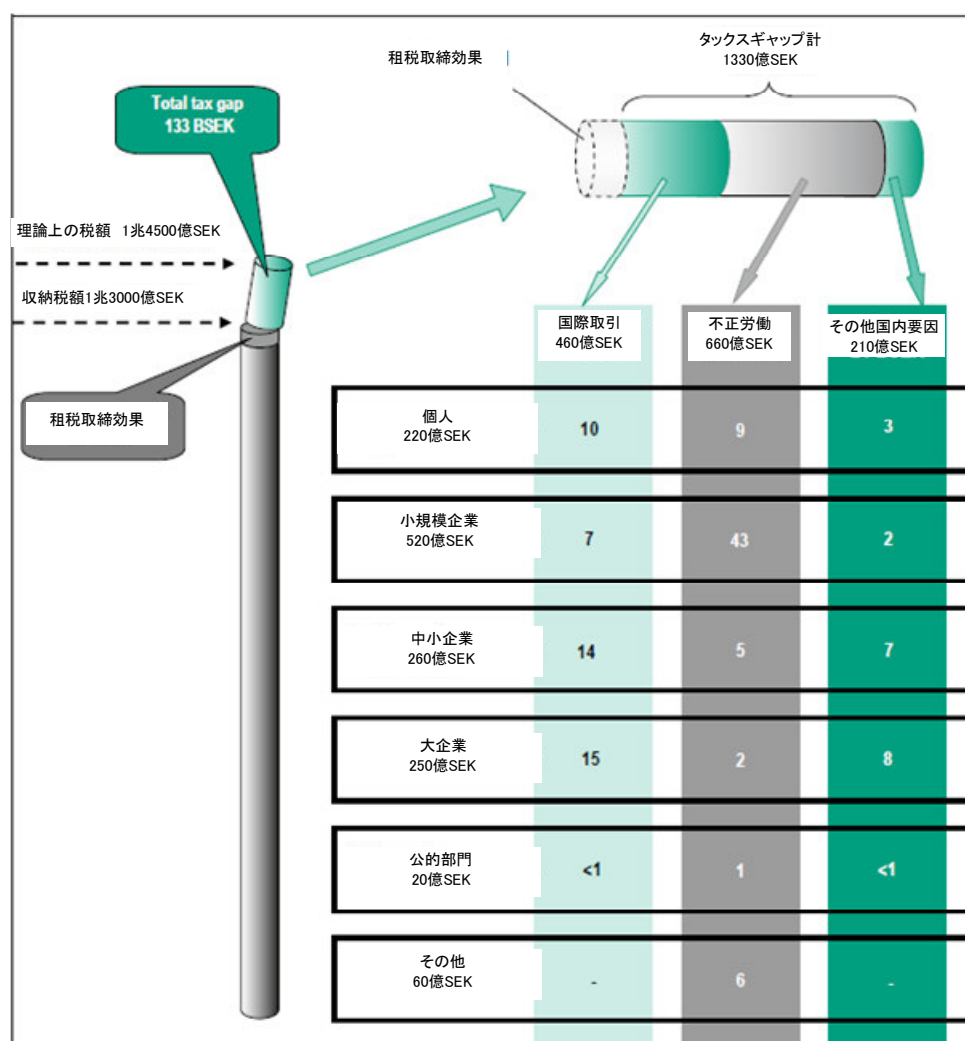 タックスギャップ計
1330億SEK
租税取締効果
Total tax gap
133 BSEK
理論上の税額 1兆4500億SEK
収納税額1兆3000億SEK
租税取締効果
国際取引
460億SEK
不正労働
660億SEK
その他国内要因
210億SEK
個人
220億SEK
10 9 3
小規模企業
520億SEK
7 43 2
中小企業
260億SEK
14 5 7
大企業
250億SEK
15 2 8
公的部門
20億SEK
<1 1 <1
その他
60億SEK
- 6 -